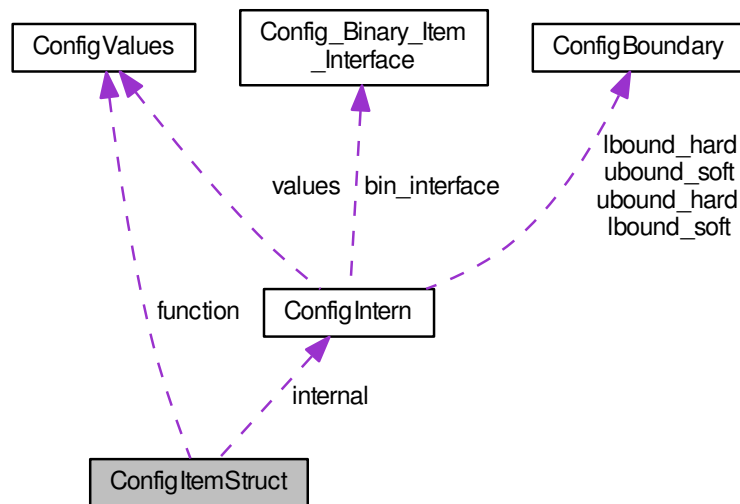 ConfigValues
Config_Binary_Item
_Interface
ConfigBoundary
lbound_hard
ubound_soft
ubound_hard
lbound_soft
values
bin_interface
function
ConfigIntern
internal
ConfigItemStruct